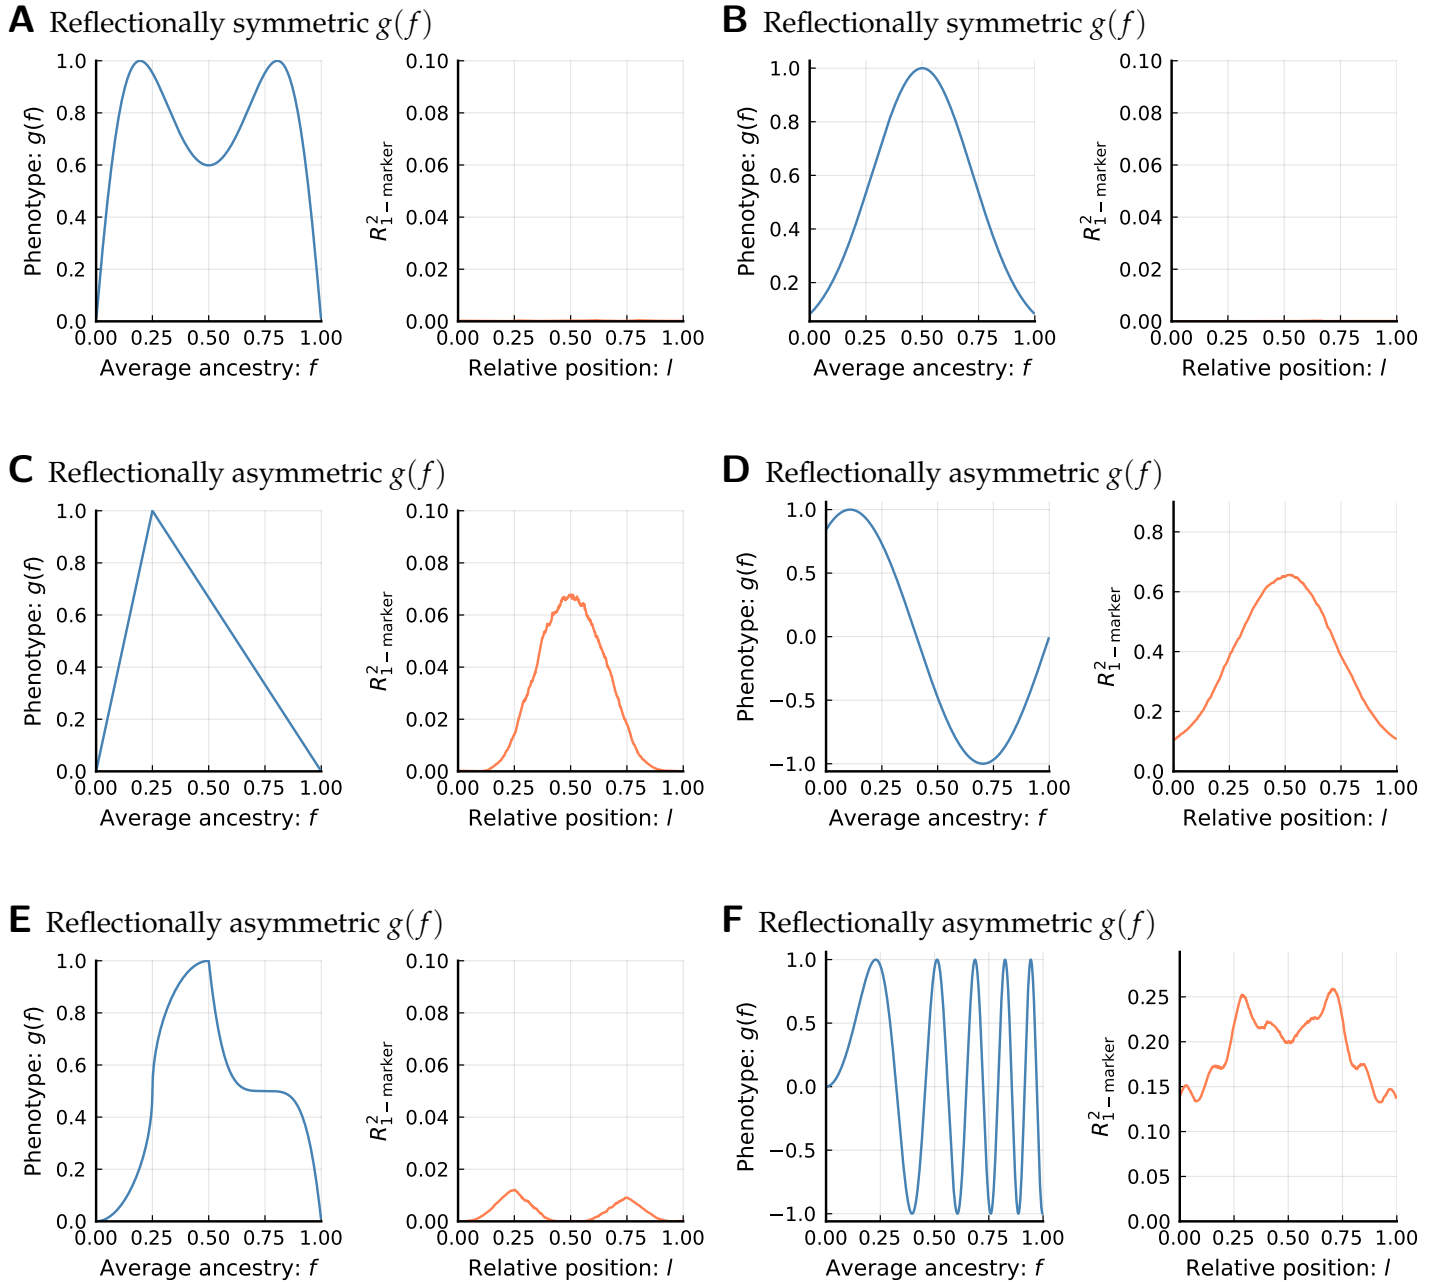 A Reflectionally symmetric g(f)
Phenotype: g(f)
1.0
0.8
0.6
0.4
0.2
0.0
0.00 0.25 0.50 0.75 1.00
Average ancestry: f
R²₁₋marker
0.10
0.08
0.06
0.04
0.02
0.00
0.00 0.25 0.50 0.75 1.00
Relative position: l
B Reflectionally symmetric g(f)
Phenotype: g(f)
1.0
0.8
0.6
0.4
0.2
0.00 0.25 0.50 0.75 1.00
Average ancestry: f
R²₁₋marker
0.10
0.08
0.06
0.04
0.02
0.00
0.00 0.25 0.50 0.75 1.00
Relative position: l
C Reflectionally asymmetric g(f)
Phenotype: g(f)
1.0
0.8
0.6
0.4
0.2
0.0
0.00 0.25 0.50 0.75 1.00
Average ancestry: f
R²₁₋marker
0.10
0.08
0.06
0.04
0.02
0.00
0.00 0.25 0.50 0.75 1.00
Relative position: l
D Reflectionally asymmetric g(f)
Phenotype: g(f)
1.0
0.5
0.0
−0.5
−1.0
0.00 0.25 0.50 0.75 1.00
Average ancestry: f
R²₁₋marker
0.8
0.6
0.4
0.2
0.0
0.00 0.25 0.50 0.75 1.00
Relative position: l
E Reflectionally asymmetric g(f)
Phenotype: g(f)
1.0
0.8
0.6
0.4
0.2
0.0
0.00 0.25 0.50 0.75 1.00
Average ancestry: f
R²₁₋marker
0.10
0.08
0.06
0.04
0.02
0.00
0.00 0.25 0.50 0.75 1.00
Relative position: l
F Reflectionally asymmetric g(f)
Phenotype: g(f)
1.0
0.5
0.0
−0.5
−1.0
0.00 0.25 0.50 0.75 1.00
Average ancestry: f
R²₁₋marker
0.25
0.20
0.15
0.10
0.05
0.00
0.00 0.25 0.50 0.75 1.00
Relative position: l